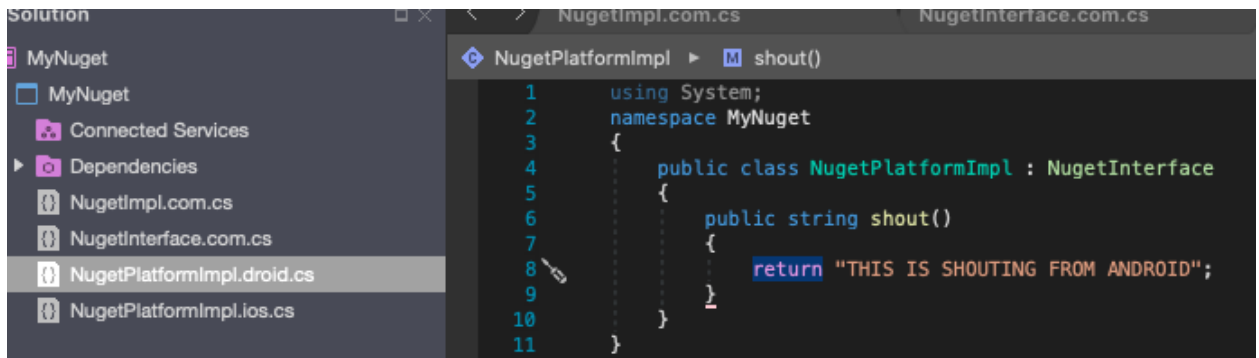 Solution
NugetImpl.com.cs
NugetInterface.com.cs
MyNuget
NugetPlatformImpl
M shout()
MyNuget
Connected Services
Dependencies
NugetImpl.com.cs
NugetInterface.com.cs
NugetPlatformImpl.droid.cs
NugetPlatformImpl.ios.cs
1 using System;
2 namespace MyNuget
3 {
4 public class NugetPlatformImpl : NugetInterface
5 {
6 public string shout()
7 {
8 return "THIS IS SHOUTING FROM ANDROID";
9 }
10 }
11 }